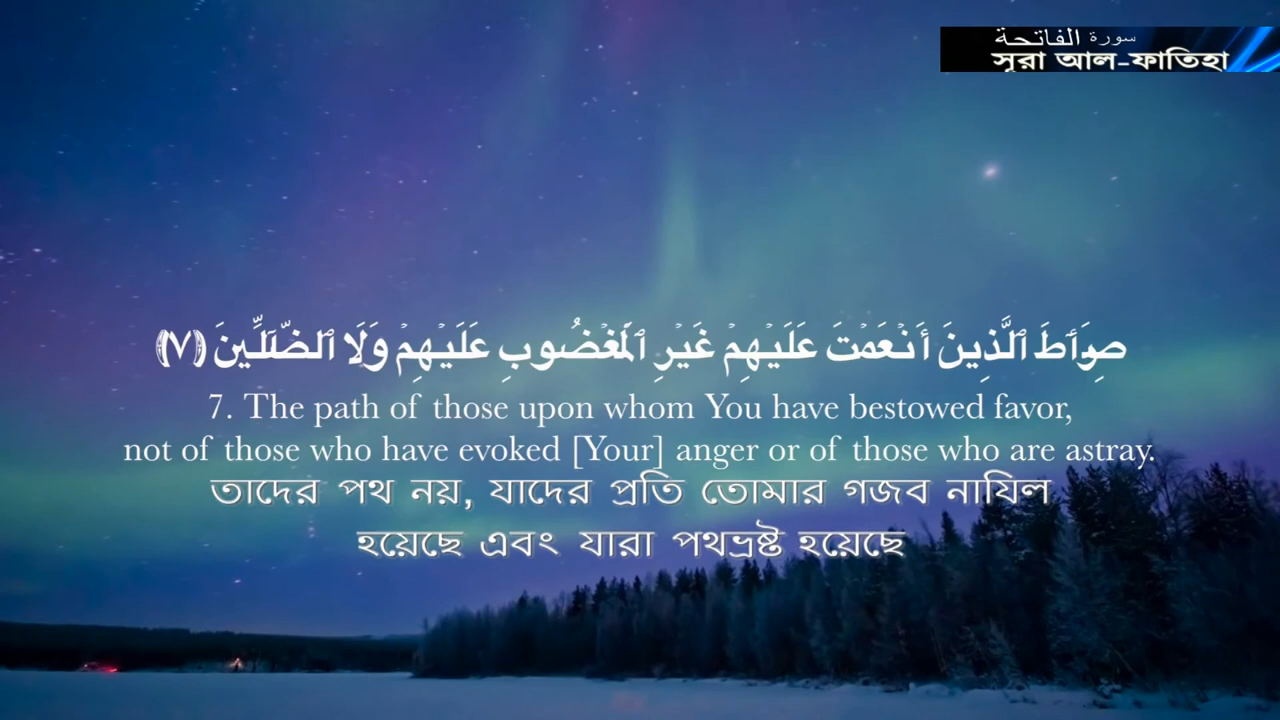 سورة الفاتحة
সূরা আল-ফাতিহা
صِرَٰطَ ٱلَّذِينَ أَنۡعَمۡتَ عَلَيۡهِمۡ غَيۡرِ ٱلۡمَغۡضُوبِ عَلَيۡهِمۡ وَلَا ٱلضَّآلِّينَ ﴿٧﴾
7. The path of those upon whom You have bestowed favor,
not of those who have evoked [Your] anger or of those who are astray.
তাদের পথ নয়, যাদের প্রতি তোমার গজব নাযিল
হয়েছে এবং যারা পথভ্রষ্ট হয়েছে